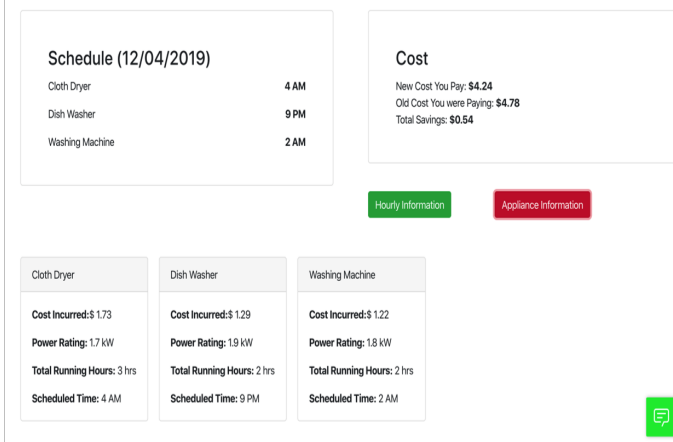 Schedule (12/04/2019)
Cloth Dryer 4 AM
Dish Washer 9 PM
Washing Machine 2 AM
Cost
New Cost You Pay: $4.24
Old Cost You were Paying: $4.78
Total Savings: $0.54
Hourly Information
Appliance Information
Cloth Dryer
Cost Incurred:$ 1.73
Power Rating: 1.7 kW
Total Running Hours: 3 hrs
Scheduled Time: 4 AM
Dish Washer
Cost Incurred:$ 1.29
Power Rating: 1.9 kW
Total Running Hours: 2 hrs
Scheduled Time: 9 PM
Washing Machine
Cost Incurred:$ 1.22
Power Rating: 1.8 kW
Total Running Hours: 2 hrs
Scheduled Time: 2 AM